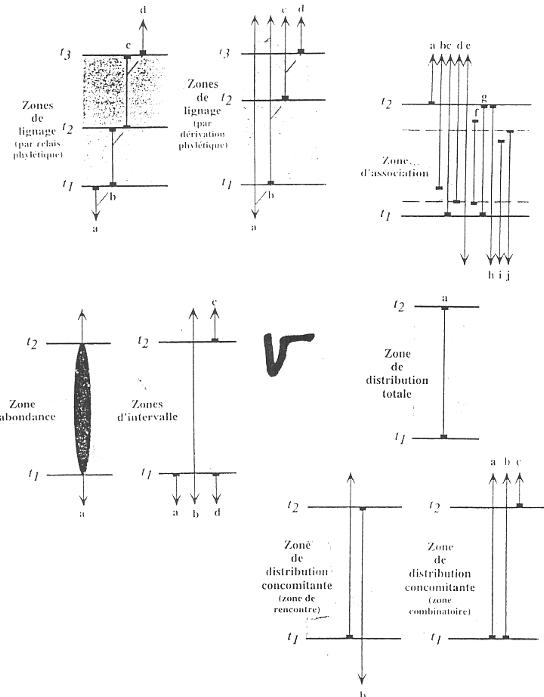 d
t3
c
Zones
de
lignage
(par relais
phylétique)
t2
t1
b
a
c d
t3
Zones
de
lignage
(par
dérivation
phylétique)
t2
t1
b
a
a bc d e
t2
g
f
Zone
d'association
t1
h i j
t2
Zone
abondance
t1
a
c
t2
Zones
d'intervalle
t1
a b d
V
a
t2
Zone
de
distribution
totale
t1
t2
Zone
de
distribution
concomitante
(zone de
rencontre)
t1
b
a b c
t2
Zone
de
distribution
concomitante
(zone
combinatoire)
t1